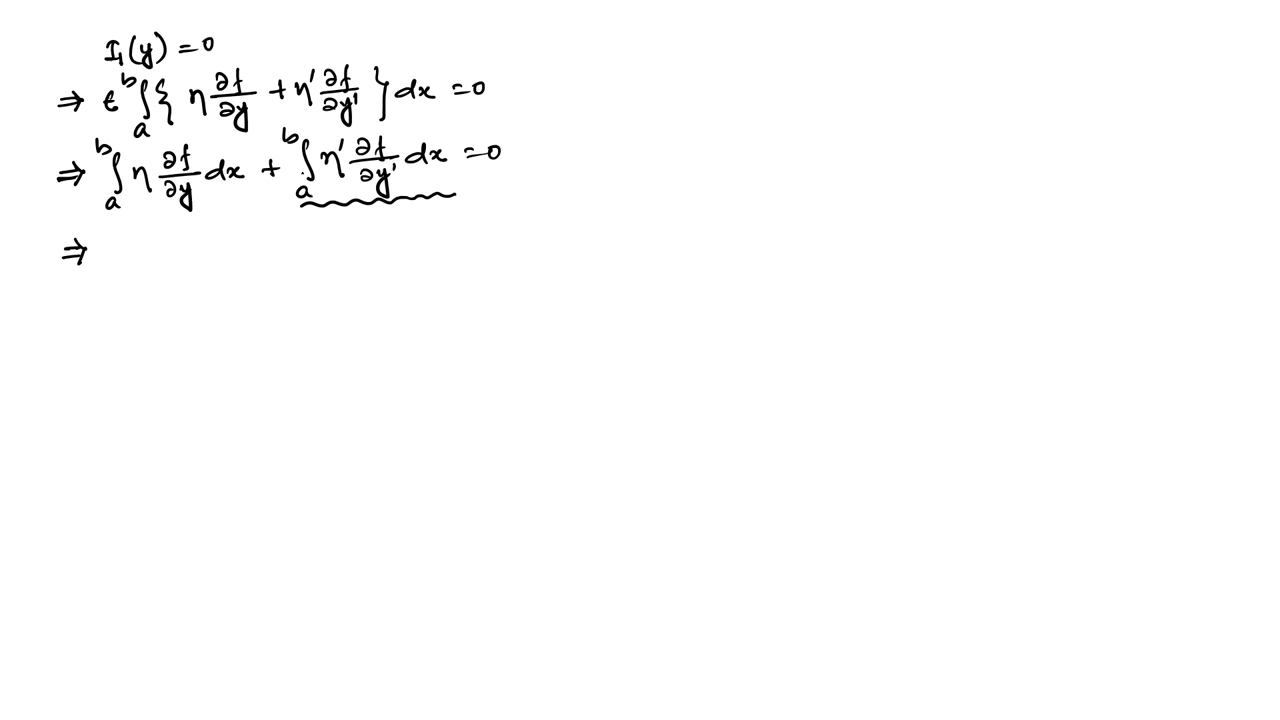 I₁(y) = 0
⇒ ϵ ∫ₐᵇ { η ∂f/∂y + η' ∂f/∂y' } dx = 0
⇒ ∫ₐᵇ η ∂f/∂y dx + ∫ₐᵇ η' ∂f/∂y' dx = 0
⇒